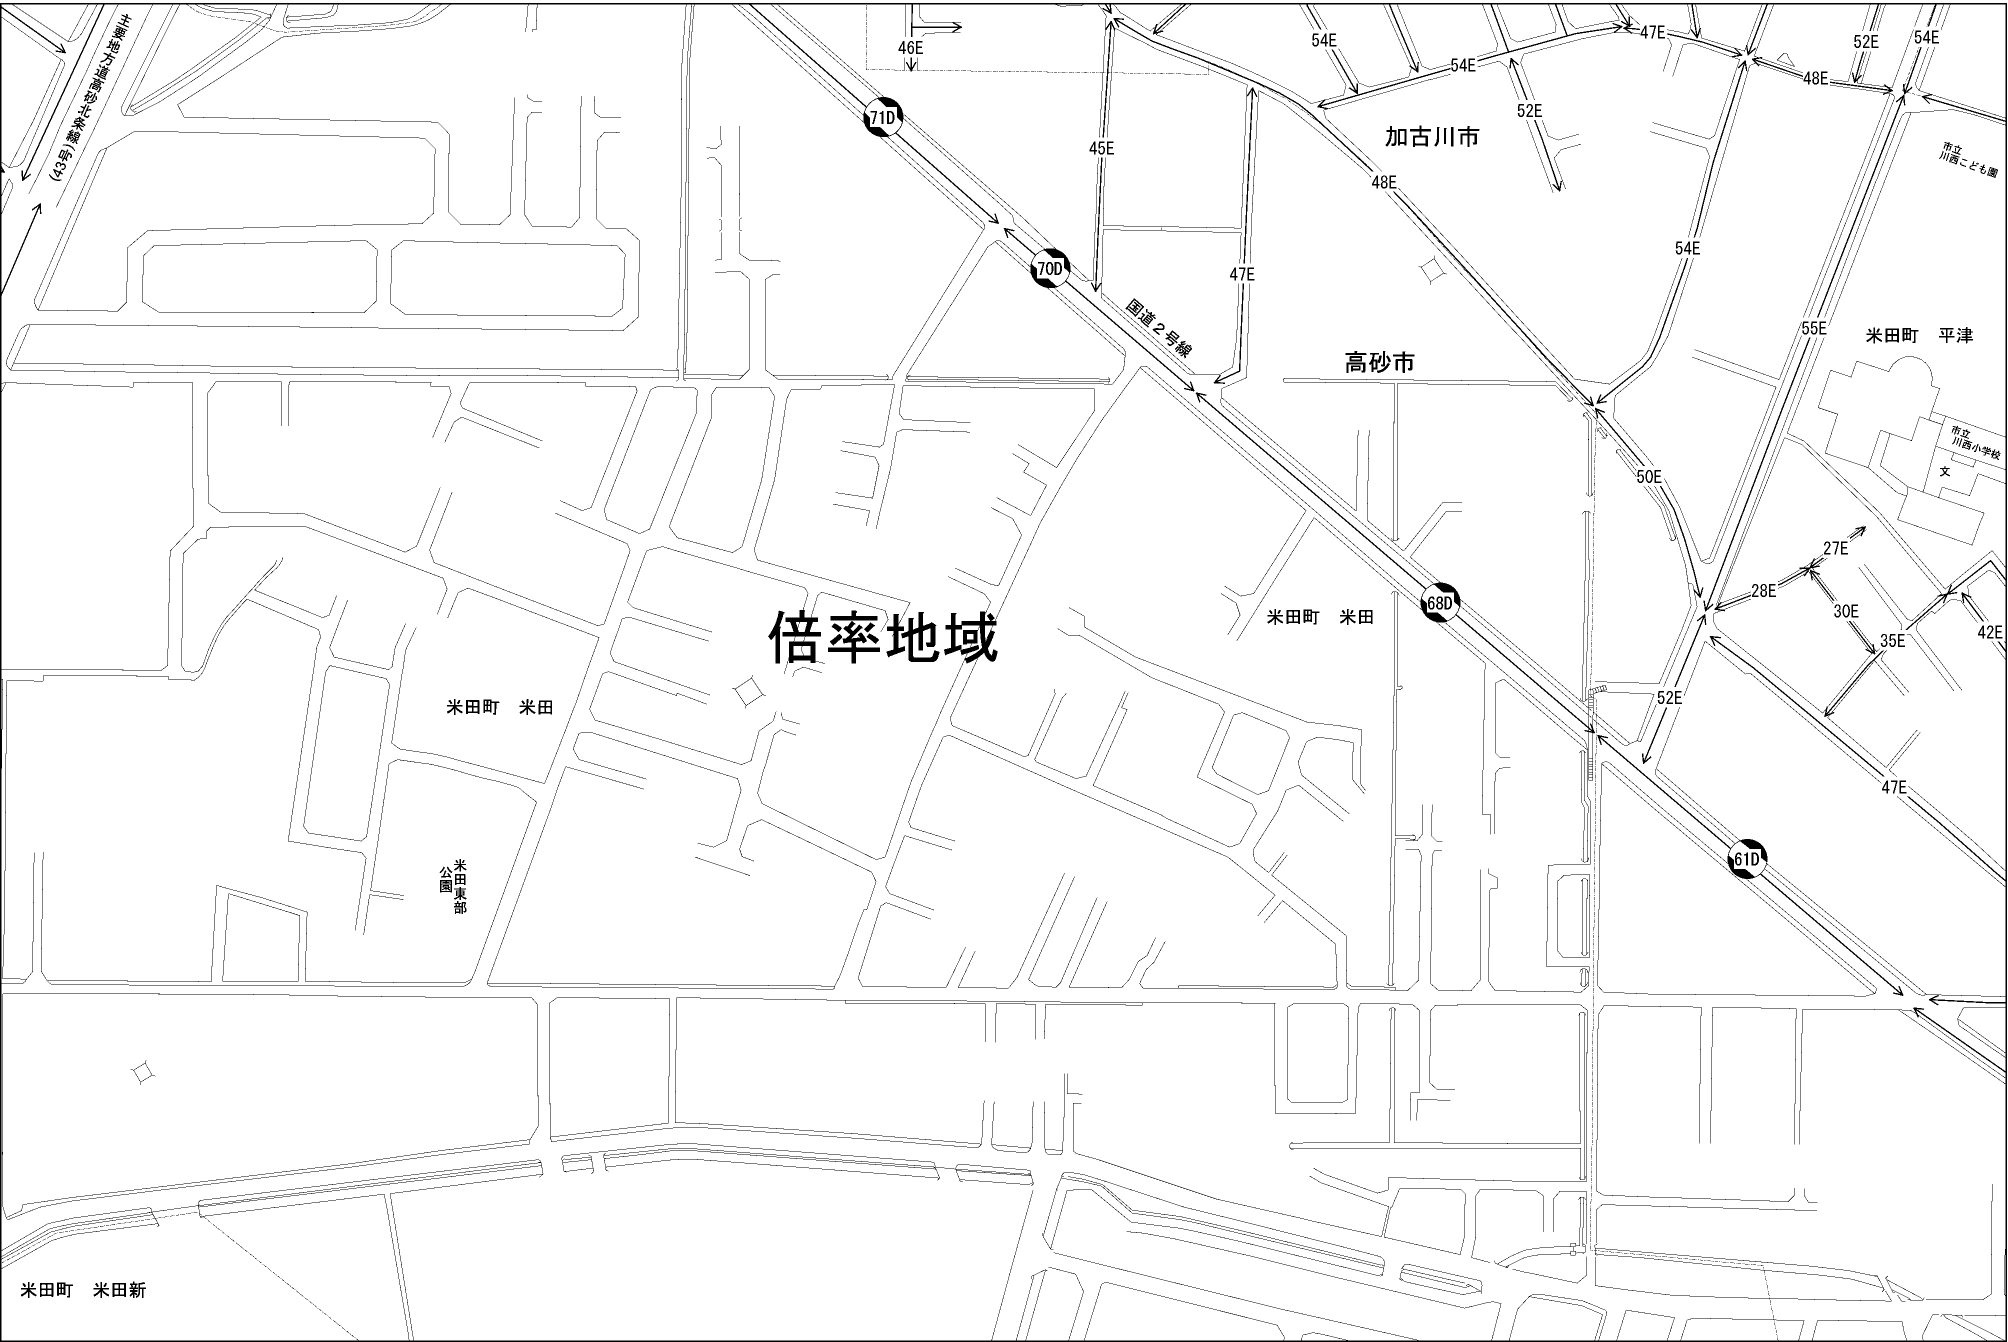 主要地方道高砂北条線
(43号)
46E
54E
54E
47E
52E
54E
48E
71D
45E
52E
加古川市
48E
市立
川西こども園
54E
70D
47E
国道2号線
55E
米田町 平津
高砂市
市立
川西小学校
文
50E
27E
28E
30E
35E
42E
倍率地域
米田町 米田
68D
米田町 米田
52E
47E
61D
米田東部
公園
米田町 米田新